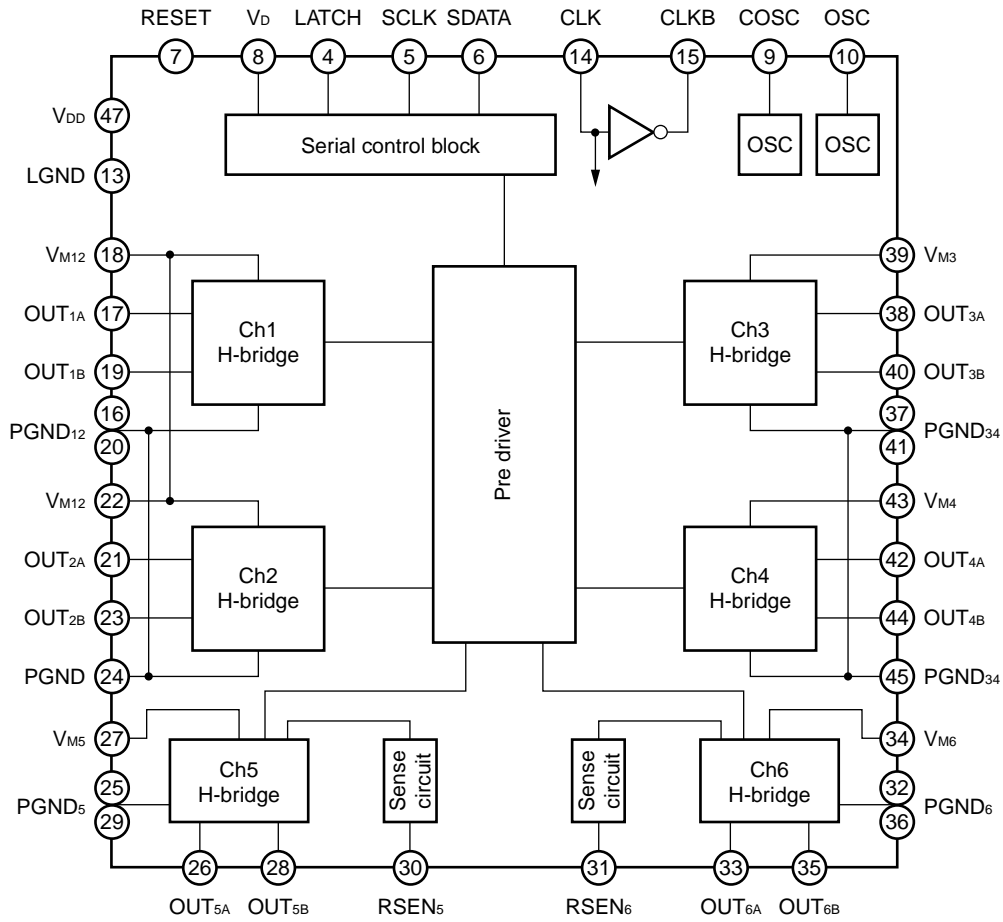 RESET VD LATCH SCLK SDATA CLK CLKB COSC OSC
7 8 4 5 6 14 15 9 10
VDD 47
Serial control block
OSC OSC
LGND 13
VM12 18
39 VM3
OUT1A 17
38 OUT3A
Ch1
H-bridge
Ch3
H-bridge
OUT1B 19
40 OUT3B
16
37
PGND12
PGND34
20
41
Pre driver
VM12 22
43 VM4
OUT2A 21
42 OUT4A
Ch2
H-bridge
Ch4
H-bridge
OUT2B 23
44 OUT4B
PGND 24
45 PGND34
VM5 27
34 VM6
Ch5
H-bridge
Sense
circuit
Sense
circuit
Ch6
H-bridge
25
32
PGND5
PGND6
29
36
26 28 30 31 33 35
OUT5A OUT5B RSEN5 RSEN6 OUT6A OUT6B